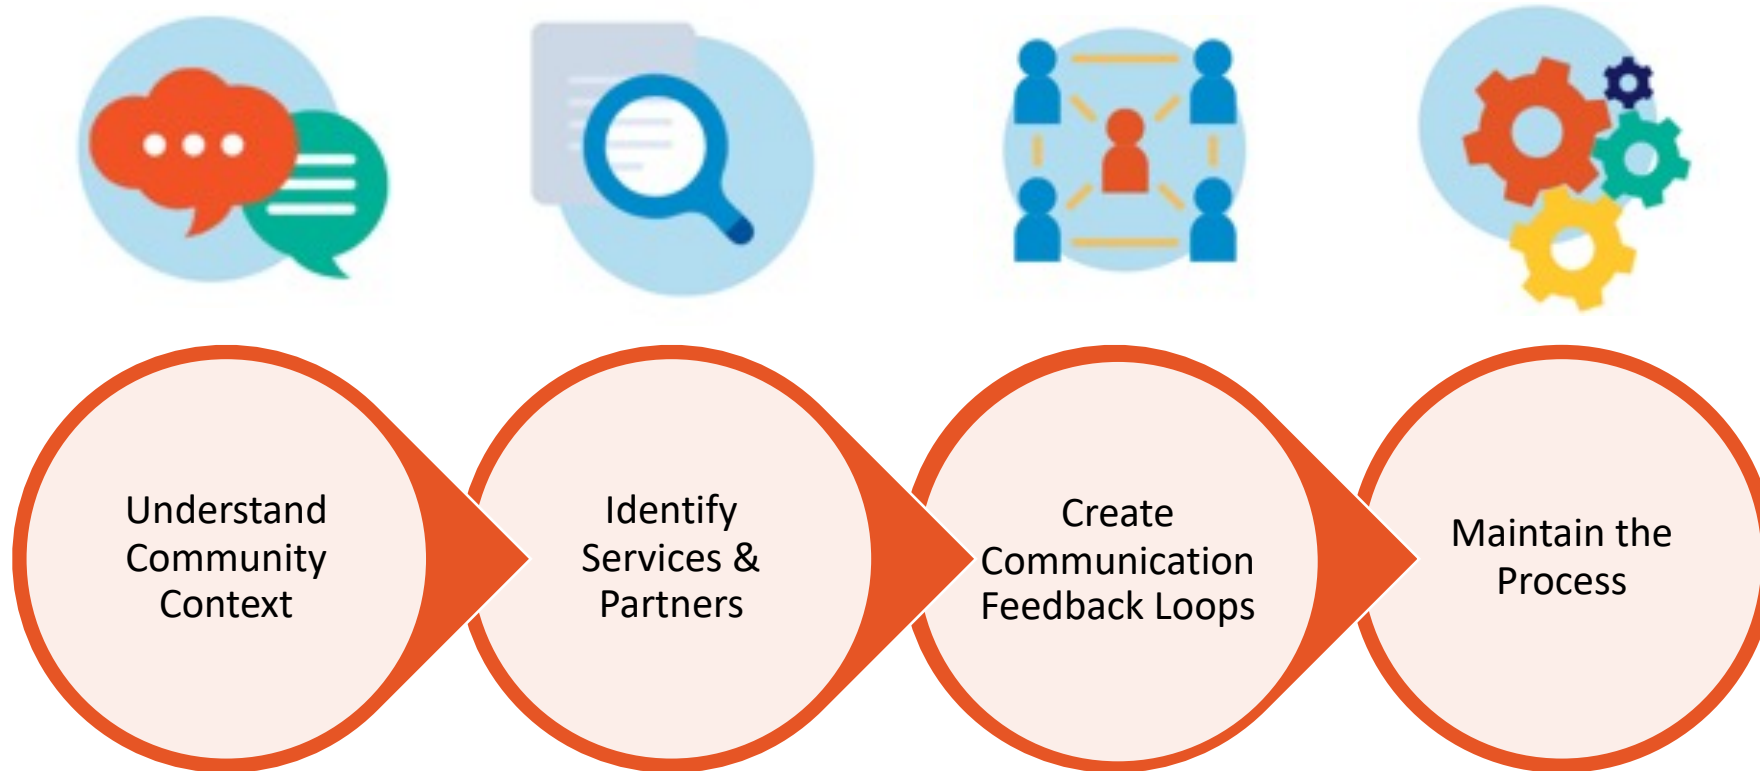 Understand
Community
Context
Identify
Services &
Partners
Create
Communication
Feedback Loops
Maintain the
Process